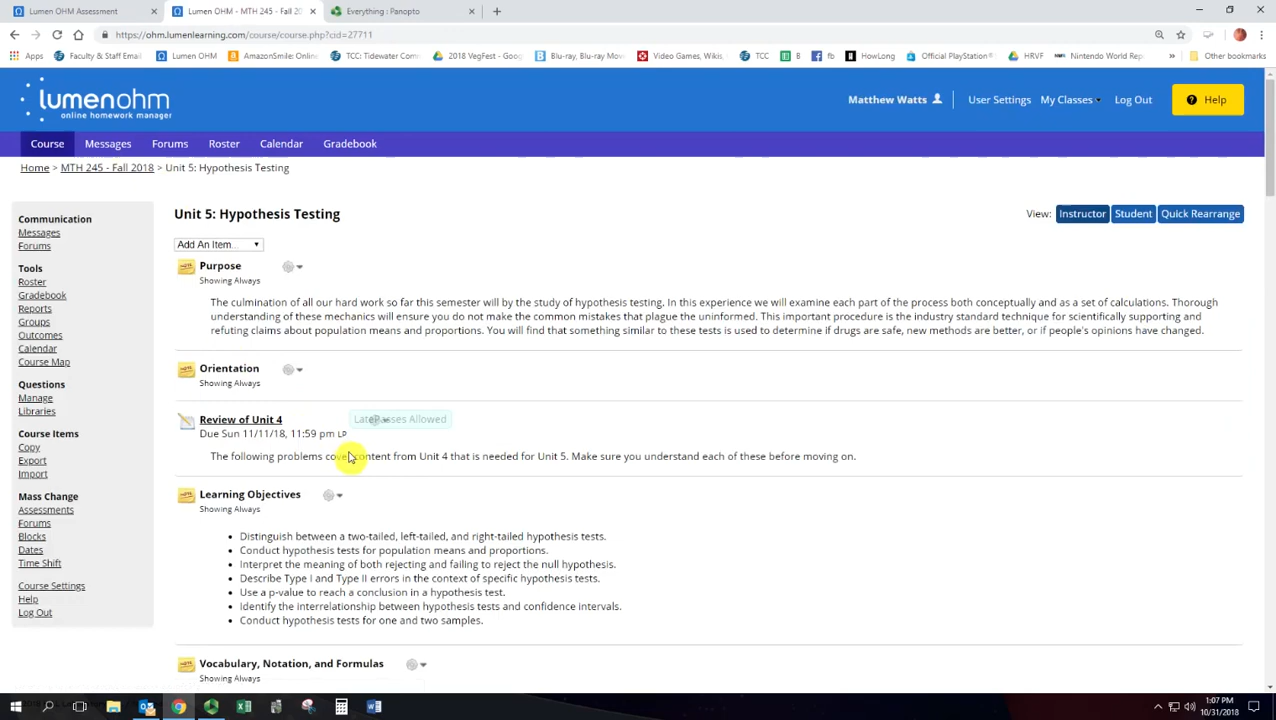 Lumen OHM Assessment
Lumen OHM - MTH 245 - Fall 20
Everything : Panopto
https://ohm.lumenlearning.com/course/course.php?cid=27711
Apps
Faculty & Staff Email
Lumen OHM
AmazonSmile: Online
TCC: Tidewater Comm
2018 VegFest - Goog
Blu-ray, Blu-ray Mov
Video Games, Wikis,
TCC
B
fb
HowLong
Official PlayStation
HRVF
Nintendo World Rep
Other bookmarks
lumenohm
online homework manager
Matthew Watts
User Settings
My Classes
Log Out
Help
Course
Messages
Forums
Roster
Calendar
Gradebook
Home > MTH 245 - Fall 2018 > Unit 5: Hypothesis Testing
Communication
Messages
Forums
Tools
Roster
Gradebook
Reports
Groups
Outcomes
Calendar
Course Map
Questions
Manage
Libraries
Course Items
Copy
Export
Import
Mass Change
Assessments
Forums
Blocks
Dates
Time Shift
Course Settings
Help
Log Out
Unit 5: Hypothesis Testing
View:
Instructor
Student
Quick Rearrange
Add An Item...
Purpose
Showing Always
The culmination of all our hard work so far this semester will by the study of hypothesis testing. In this experience we will examine each part of the process both conceptually and as a set of calculations. Thorough
understanding of these mechanics will ensure you do not make the common mistakes that plague the uninformed. This important procedure is the industry standard technique for scientifically supporting and
refuting claims about population means and proportions. You will find that something similar to these tests is used to determine if drugs are safe, new methods are better, or if people's opinions have changed.
Orientation
Showing Always
Review of Unit 4
LatePasses Allowed
Due Sun 11/11/18, 11:59 pm LP
The following problems cover content from Unit 4 that is needed for Unit 5. Make sure you understand each of these before moving on.
Learning Objectives
Showing Always
Distinguish between a two-tailed, left-tailed, and right-tailed hypothesis tests.
Conduct hypothesis tests for population means and proportions.
Interpret the meaning of both rejecting and failing to reject the null hypothesis.
Describe Type I and Type II errors in the context of specific hypothesis tests.
Use a p-value to reach a conclusion in a hypothesis test.
Identify the interrelationship between hypothesis tests and confidence intervals.
Conduct hypothesis tests for one and two samples.
Vocabulary, Notation, and Formulas
Showing Always
1:07 PM
10/31/2018